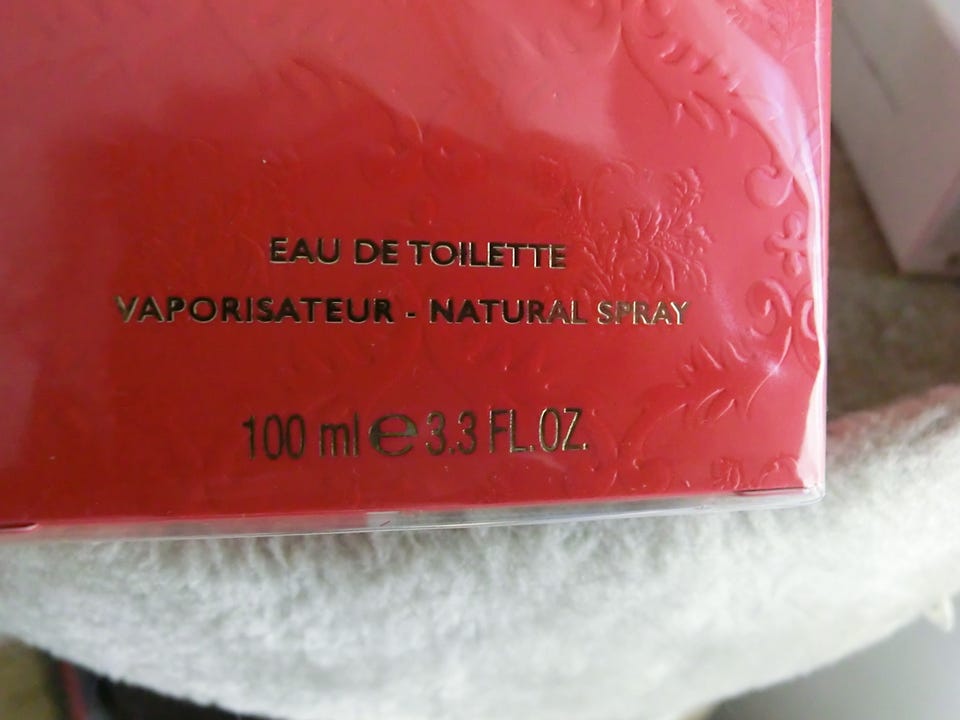 EAU DE TOILETTE
VAPORISATEUR - NATURAL SPRAY
100 ml ℮ 3.3 FL.OZ.